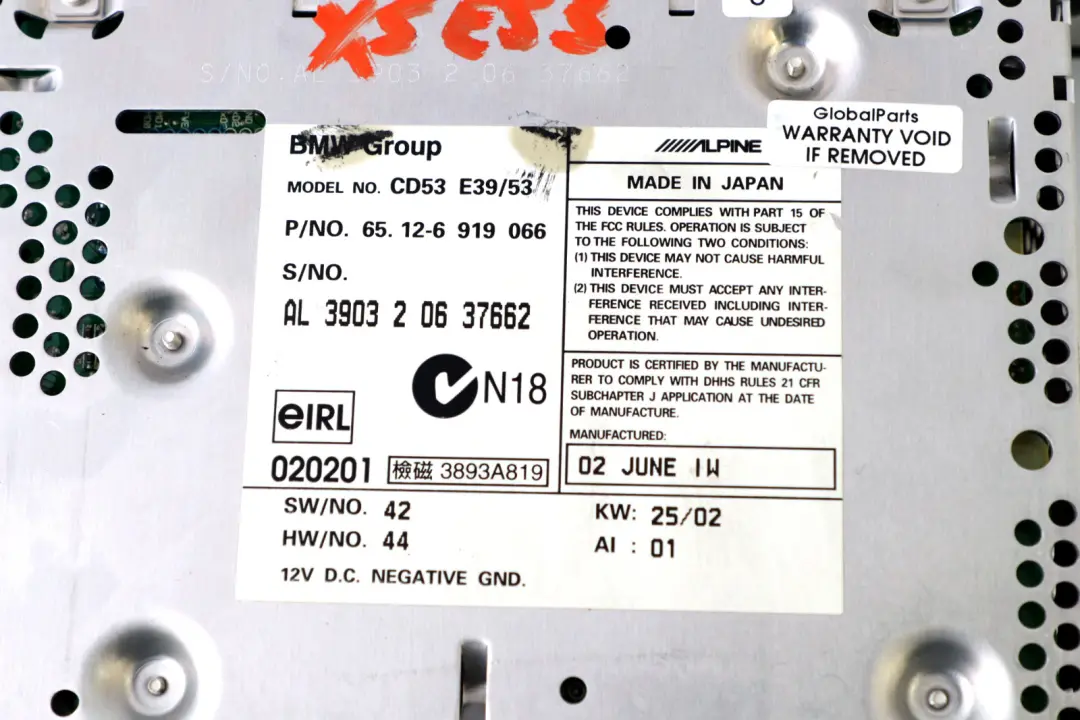 X5 E53
S/NO. AL 3903 2 06 37662
GlobalParts
WARRANTY VOID
IF REMOVED
BMW Group
MODEL NO. CD53 E39/53
P/NO. 65. 12-6 919 066
S/NO.
AL 3903 2 06 37662
N18
eIRL
020201
檢磁 3893A819
ALPINE
MADE IN JAPAN
THIS DEVICE COMPLIES WITH PART 15 OF
THE FCC RULES. OPERATION IS SUBJECT
TO THE FOLLOWING TWO CONDITIONS:
(1) THIS DEVICE MAY NOT CAUSE HARMFUL
INTERFERENCE.
(2) THIS DEVICE MUST ACCEPT ANY INTER-
FERENCE RECEIVED INCLUDING INTER-
FERENCE THAT MAY CAUSE UNDESIRED
OPERATION.
PRODUCT IS CERTIFIED BY THE MANUFACTU-
RER TO COMPLY WITH DHHS RULES 21 CFR
SUBCHAPTER J APPLICATION AT THE DATE
OF MANUFACTURE.
MANUFACTURED:
02 JUNE IW
SW/NO. 42
HW/NO. 44
12V D.C. NEGATIVE GND.
KW: 25/02
AI : 01